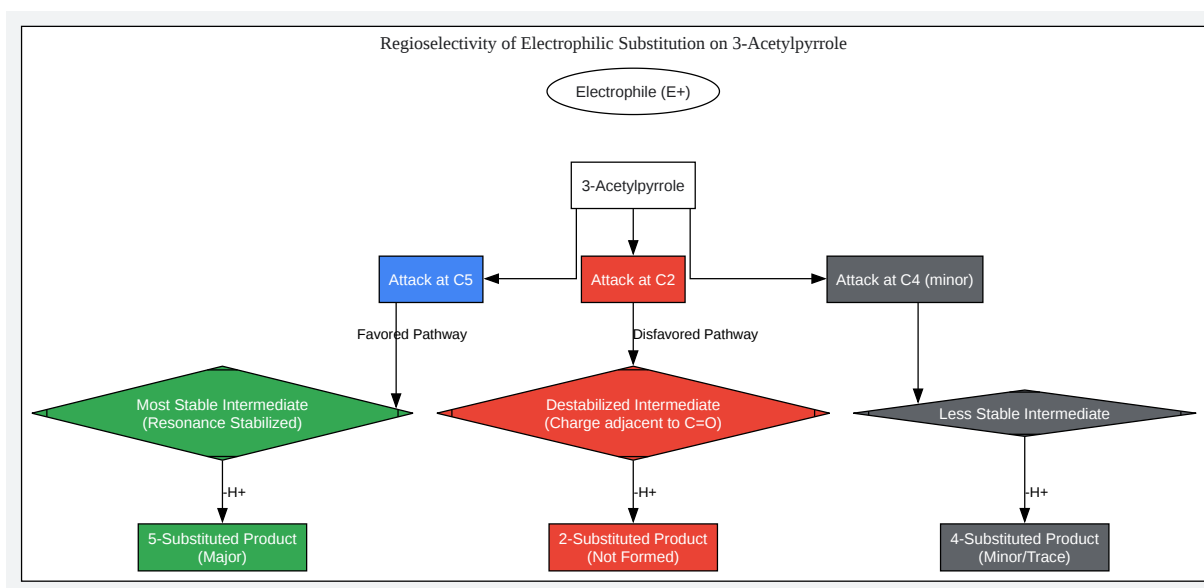 Regioselectivity of Electrophilic Substitution on 3-Acetylpyrrole
Electrophile (E+)
3-Acetylpyrrole
Attack at C5
Attack at C2
Attack at C4 (minor)
Favored Pathway
Disfavored Pathway
Most Stable Intermediate
(Resonance Stabilized)
Destabilized Intermediate
(Charge adjacent to C=O)
Less Stable Intermediate
-H+
-H+
-H+
5-Substituted Product
(Major)
2-Substituted Product
(Not Formed)
4-Substituted Product
(Minor/Trace)